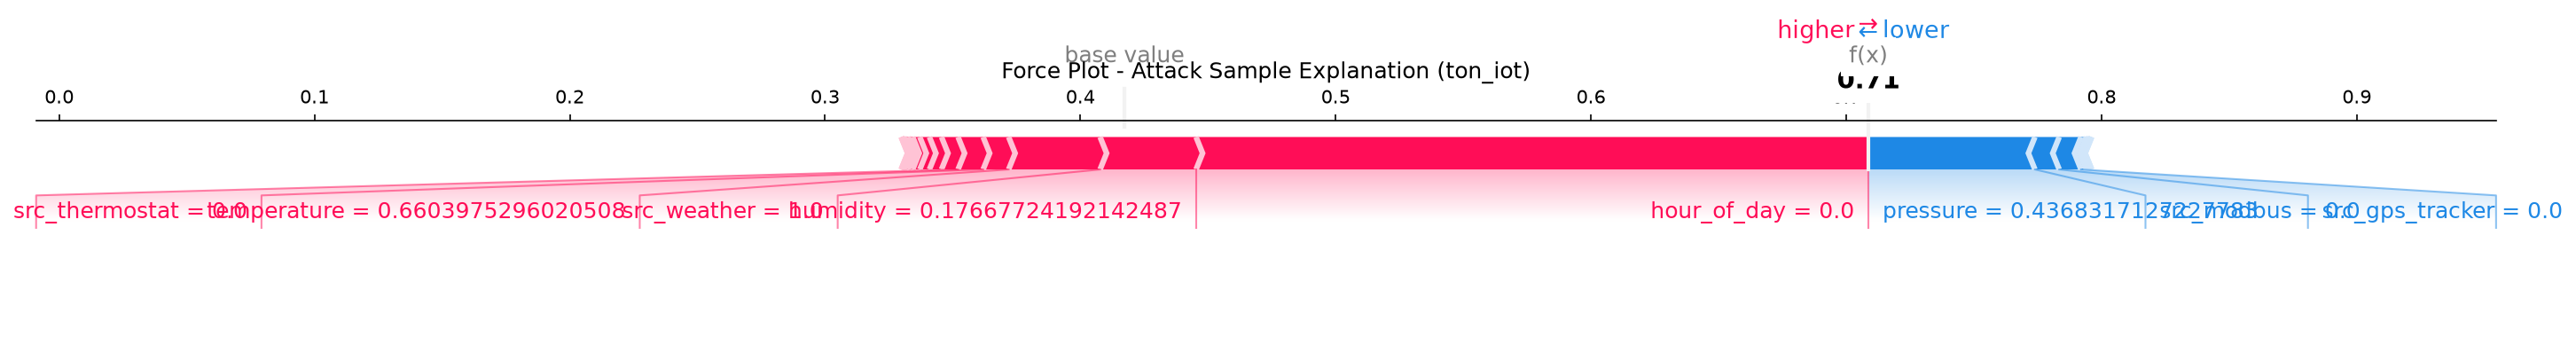 higher ⇄ lower
base value
f(x)
Force Plot - Attack Sample Explanation (ton_iot)
0.71
0.0 0.1 0.2 0.3 0.4 0.5 0.6 0.8 0.9
src_thermostat = 0.0 temperature = 0.6603975296020508 src_weather = 1.0 humidity = 0.17667724192142487 hour_of_day = 0.0 pressure = 0.4368317127227783 src_modbus = 0.0 src_gps_tracker = 0.0